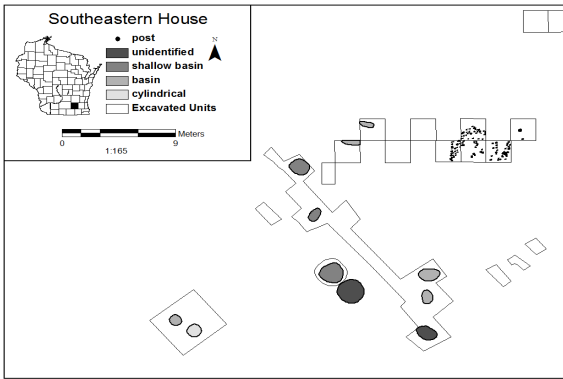 Southeastern House
N
post
unidentified
shallow basin
basin
cylindrical
Excavated Units
Meters
0 9
1:165